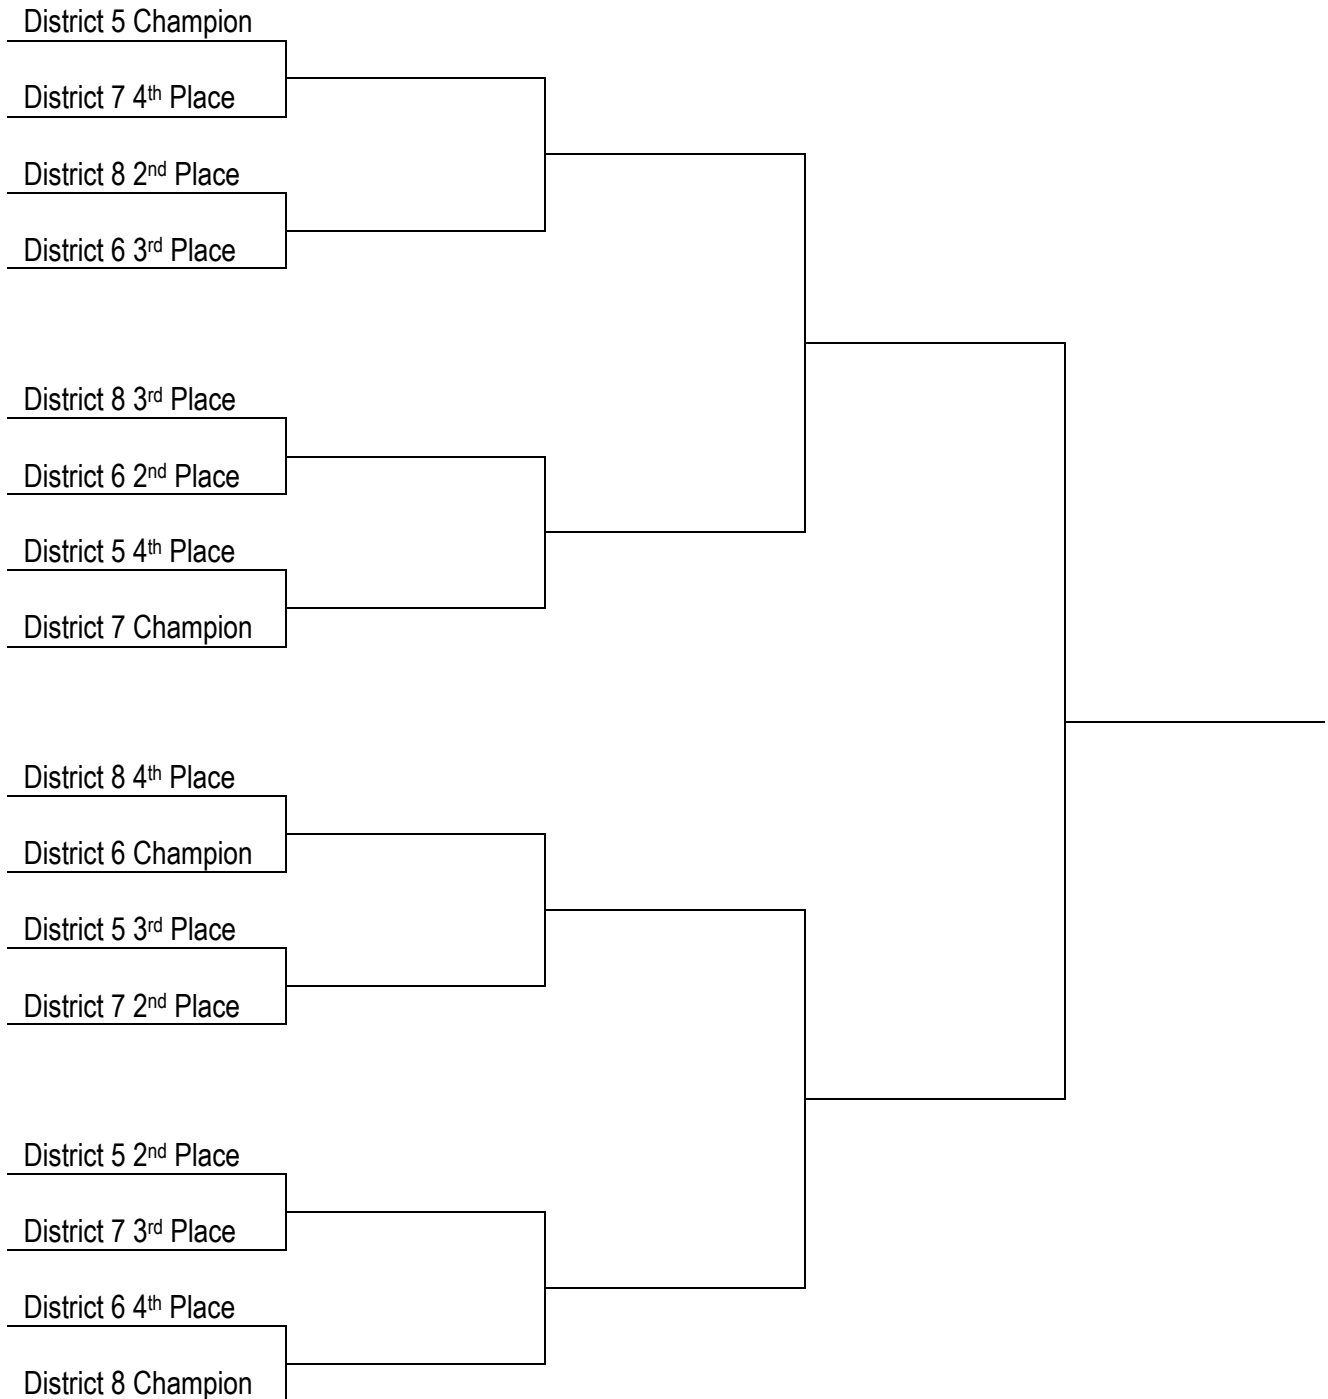 District 5 Champion
District 7 4th Place
District 8 2nd Place
District 6 3rd Place
District 8 3rd Place
District 6 2nd Place
District 5 4th Place
District 7 Champion
District 8 4th Place
District 6 Champion
District 5 3rd Place
District 7 2nd Place
District 5 2nd Place
District 7 3rd Place
District 6 4th Place
District 8 Champion